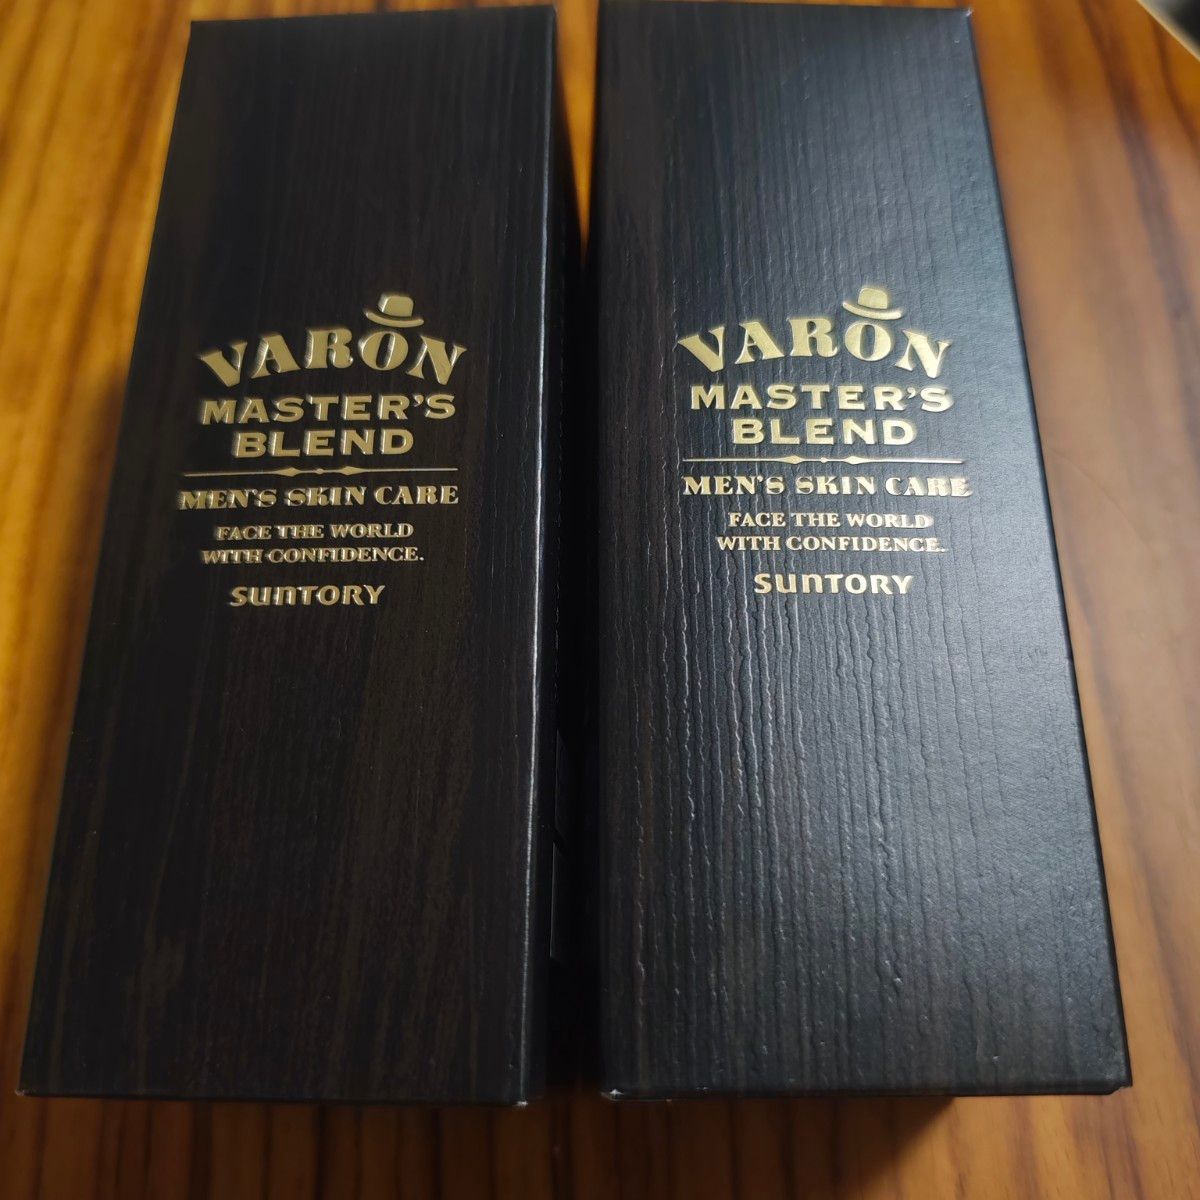 VARON
MASTER'S
BLEND
MEN'S SKIN CARE
FACE THE WORLD
WITH CONFIDENCE.
SUNTORY
VARON
MASTER'S
BLEND
MEN'S SKIN CARE
FACE THE WORLD
WITH CONFIDENCE.
SUNTORY